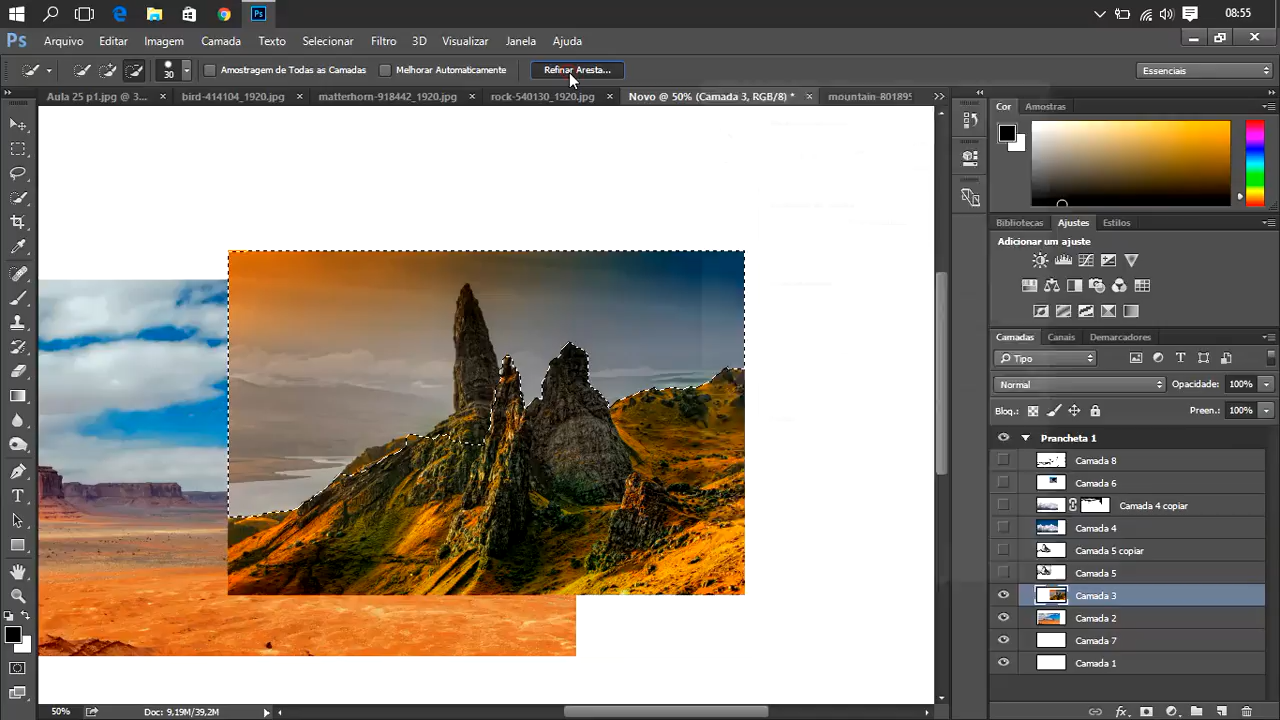 08:55
Ps Arquivo Editar Imagem Camada Texto Selecionar Filtro 3D Visualizar Janela Ajuda
30 Amostragem de Todas as Camadas Melhorar Automaticamente Refinar Aresta... Essenciais
Aula 25 p1.jpg @ 3... × bird-414104_1920.jpg × matterhorn-918442_1920.jpg × rock-540130_1920.jpg × Novo @ 50% (Camada 3, RGB/8) * × mountain-801895
Cor Amostras
Bibliotecas Ajustes Estilos
Adicionar um ajuste
Camadas Canais Demarcadores
Tipo
Normal Opacidade: 100%
Bloq.: Preen.: 100%
Prancheta 1
Camada 8
Camada 6
Camada 4 copiar
Camada 4
Camada 5 copiar
Camada 5
Camada 3
Camada 2
Camada 7
Camada 1
50% Doc: 9,19M/39,2M